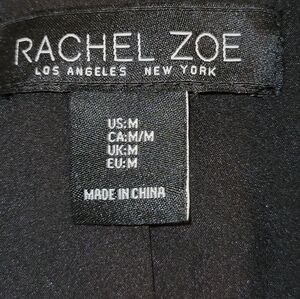 RACHEL ZOE
LOS ANGELES NEW YORK
US:M
CA:M/M
UK:M
EU:M
MADE IN CHINA